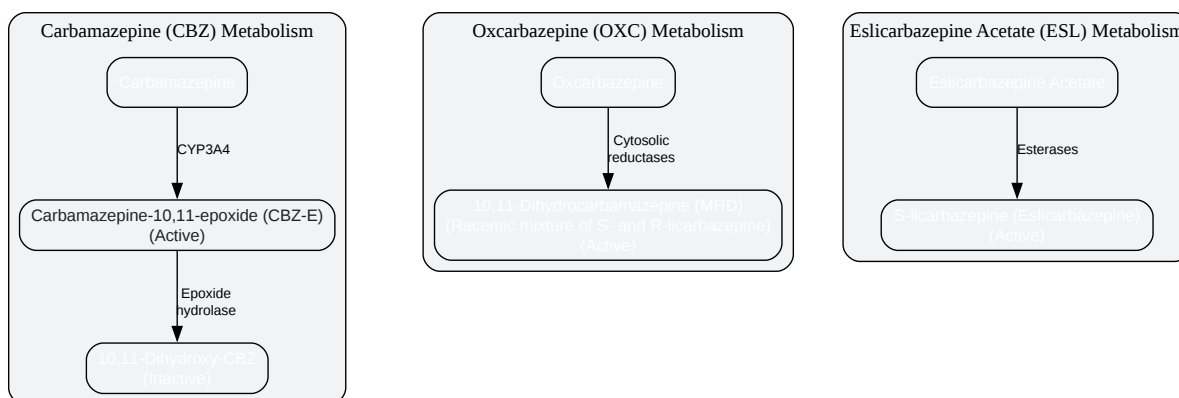 Carbamazepine (CBZ) Metabolism
Carbamazepine
CYP3A4
Carbamazepine-10,11-epoxide (CBZ-E)
(Active)
Epoxide
hydrolase
10,11-Dihydroxy-CBZ
(Inactive)
Oxcarbazepine (OXC) Metabolism
Oxcarbazepine
Cytosolic
reductases
10,11-Dihydrocarbamazepine (MHD)
(Racemic mixture of S- and R-licarbazepine)
(Active)
Eslicarbazepine Acetate (ESL) Metabolism
Eslicarbazepine Acetate
Esterases
S-licarbazepine (Eslicarbazepine)
(Active)